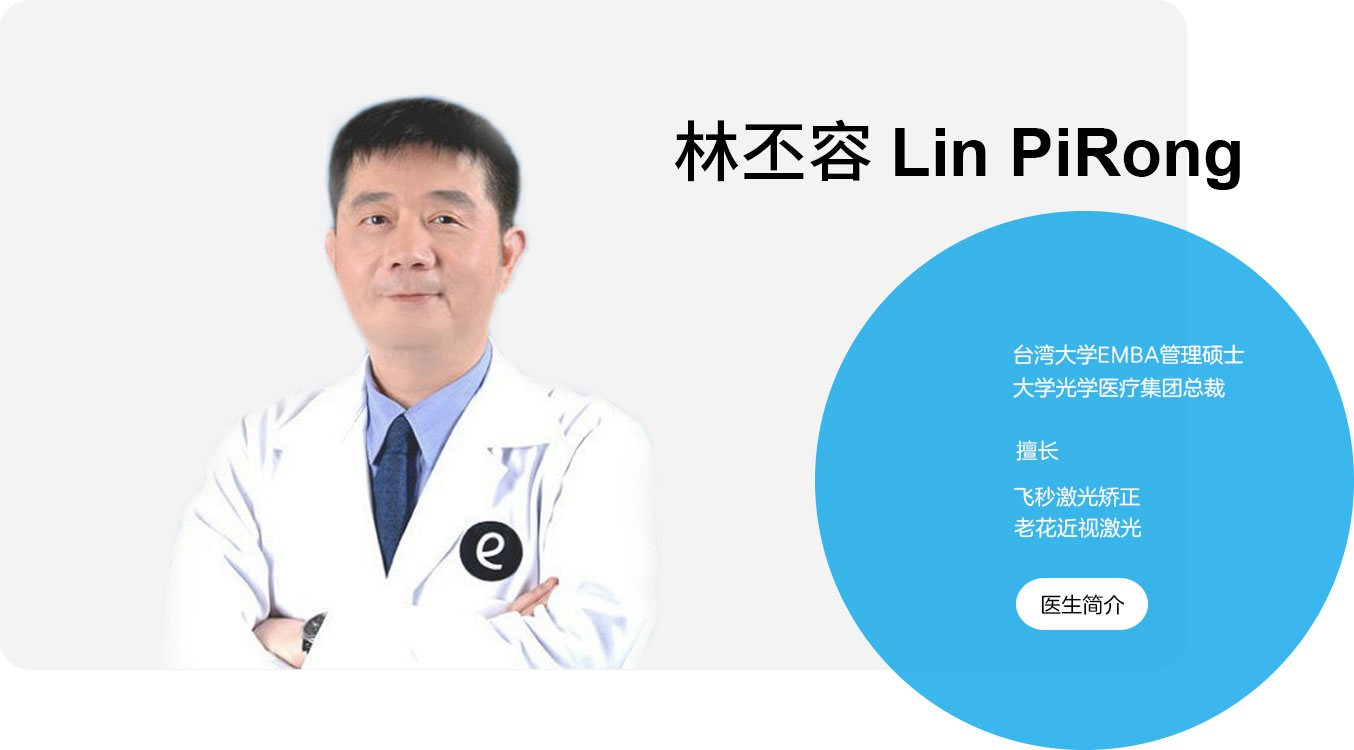 林丕容 Lin PiRong
台湾大学EMBA管理硕士
大学光学医疗集团总裁
擅长
飞秒激光矫正
老花近视激光
医生简介
e